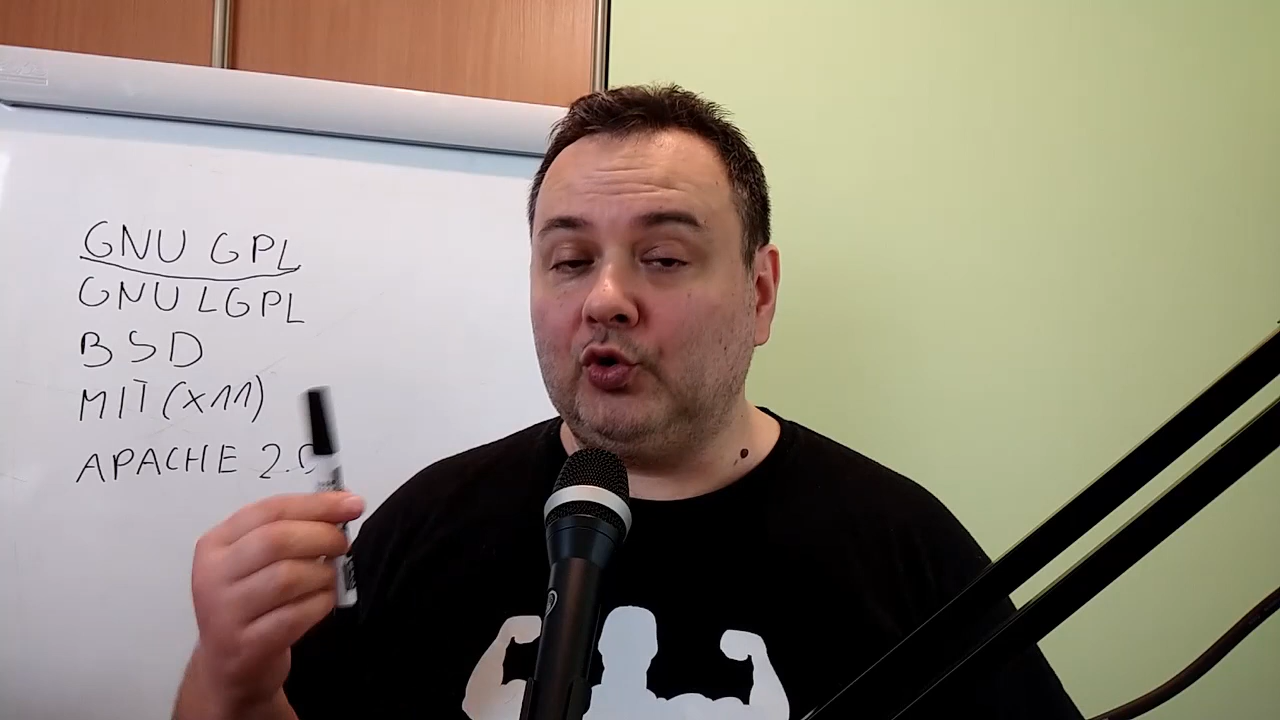 GNU GPL
GNU LGPL
BSD
MIT (X11)
APACHE 2.0